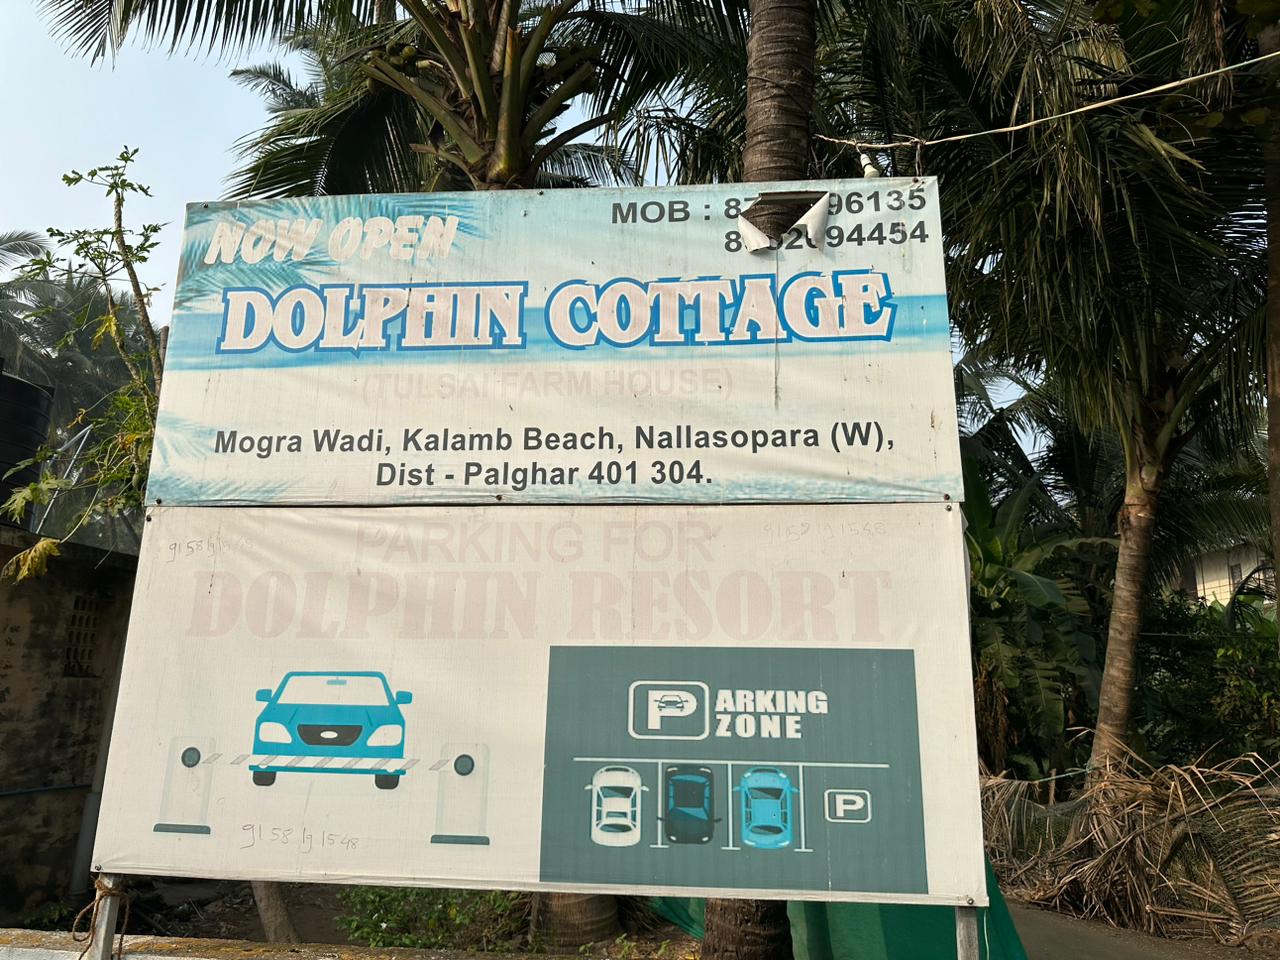 NOW OPEN
MOB : 96135
94454
DOLPHIN COTTAGE
(TULSAI FARM HOUSE)
Mogra Wadi, Kalamb Beach, Nallasopara (W),
Dist - Palghar 401 304.
PARKING FOR
DOLPHIN RESORT
P ARKING
ZONE
P